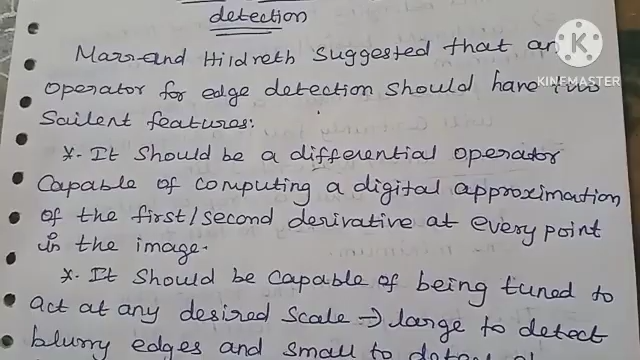 detection
Marr and Hildreth suggested that an
K
KINEMASTER
operator for edge detection should have two
Sailent features:
*. It should be a differential operator
Capable of computing a digital approximation
of the first/second derivative at every point
in the image.
*. It should be capable of being tuned to
act at any desired scale → large to detect
blurry edges and small to detect